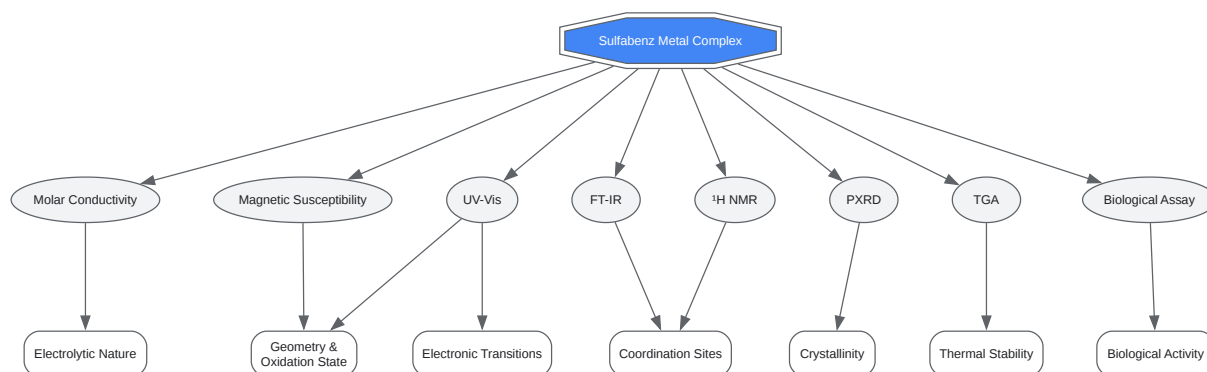 Sulfabenz Metal Complex
Molar Conductivity
Magnetic Susceptibility
UV-Vis
FT-IR
¹H NMR
PXRD
TGA
Biological Assay
Electrolytic Nature
Geometry &
Oxidation State
Electronic Transitions
Coordination Sites
Crystallinity
Thermal Stability
Biological Activity